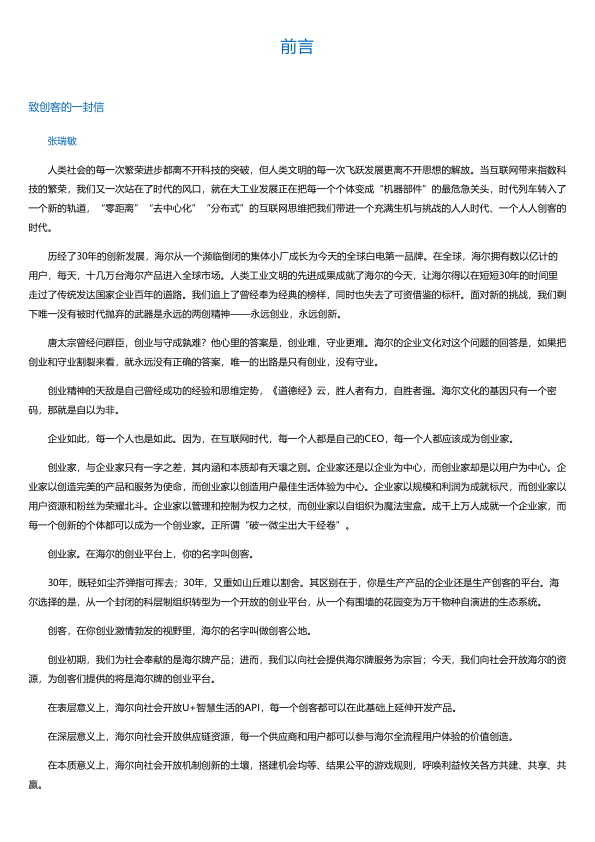 前言
致创客的一封信
张瑞敏
人类社会的每一次繁荣进步都离不开科技的突破，但人类文明的每一次飞跃发展更离不开思想的解放。当互联网带来指数科
技的繁荣，我们又一次站在了时代的风口，就在大工业发展正在把每一个个体变成“机器部件”的最危急关头，时代列车转入了
一个新的轨道，“零距离”“去中心化”“分布式”的互联网思维把我们带进一个充满生机与挑战的人人时代、一个人人创客的
时代。
历经了30年的创新发展，海尔从一个濒临倒闭的集体小厂成长为今天的全球白电第一品牌。在全球，海尔拥有数以亿计的
用户，每天，十几万台海尔产品进入全球市场。人类工业文明的先进成果成就了海尔的今天，让海尔得以在短短30年的时间里
走过了传统发达国家企业百年的道路。我们追上了曾经奉为经典的榜样，同时也失去了可资借鉴的标杆。面对新的挑战，我们剩
下唯一没有被时代抛弃的武器是永远的两创精神——永远创业，永远创新。
唐太宗曾经问群臣，创业与守成孰难？他心里的答案是，创业难，守业更难。海尔的企业文化对这个问题的回答是，如果把
创业和守业割裂来看，就永远没有正确的答案，唯一的出路是只有创业，没有守业。
创业精神的天敌是自己曾经成功的经验和思维定势，《道德经》云，胜人者有力，自胜者强。海尔文化的基因只有一个密
码，那就是自以为非。
企业如此，每一个人也是如此。因为，在互联网时代，每一个人都是自己的CEO，每一个人都应该成为创业家。
创业家，与企业家只有一字之差，其内涵和本质却有天壤之别。企业家还是以企业为中心，而创业家却是以用户为中心。企
业家以创造完美的产品和服务为使命，而创业家以创造用户最佳生活体验为中心。企业家以规模和利润为成就标尺，而创业家以
用户资源和粉丝为荣耀北斗。企业家以管理和控制为权力之杖，而创业家以自组织为魔法宝盒。成千上万人成就一个企业家，而
每一个创新的个体都可以成为一个创业家。正所谓“破一微尘出大千经卷”。
创业家。在海尔的创业平台上，你的名字叫创客。
30年，既轻如尘芥弹指可挥去；30年，又重如山丘难以割舍。其区别在于，你是生产产品的企业还是生产创客的平台。海
尔选择的是，从一个封闭的科层制组织转型为一个开放的创业平台，从一个有围墙的花园变为万千物种自演进的生态系统。
创客，在你创业激情勃发的视野里，海尔的名字叫做创客公地。
创业初期，我们为社会奉献的是海尔牌产品；进而，我们以向社会提供海尔牌服务为宗旨；今天，我们向社会开放海尔的资
源，为创客们提供的将是海尔牌的创业平台。
在表层意义上，海尔向社会开放U+智慧生活的API，每一个创客都可以在此基础上延伸开发产品。
在深层意义上，海尔向社会开放供应链资源，每一个供应商和用户都可以参与海尔全流程用户体验的价值创造。
在本质意义上，海尔向社会开放机制创新的土壤，搭建机会均等、结果公平的游戏规则，呼唤利益攸关各方共建、共享、共
赢。